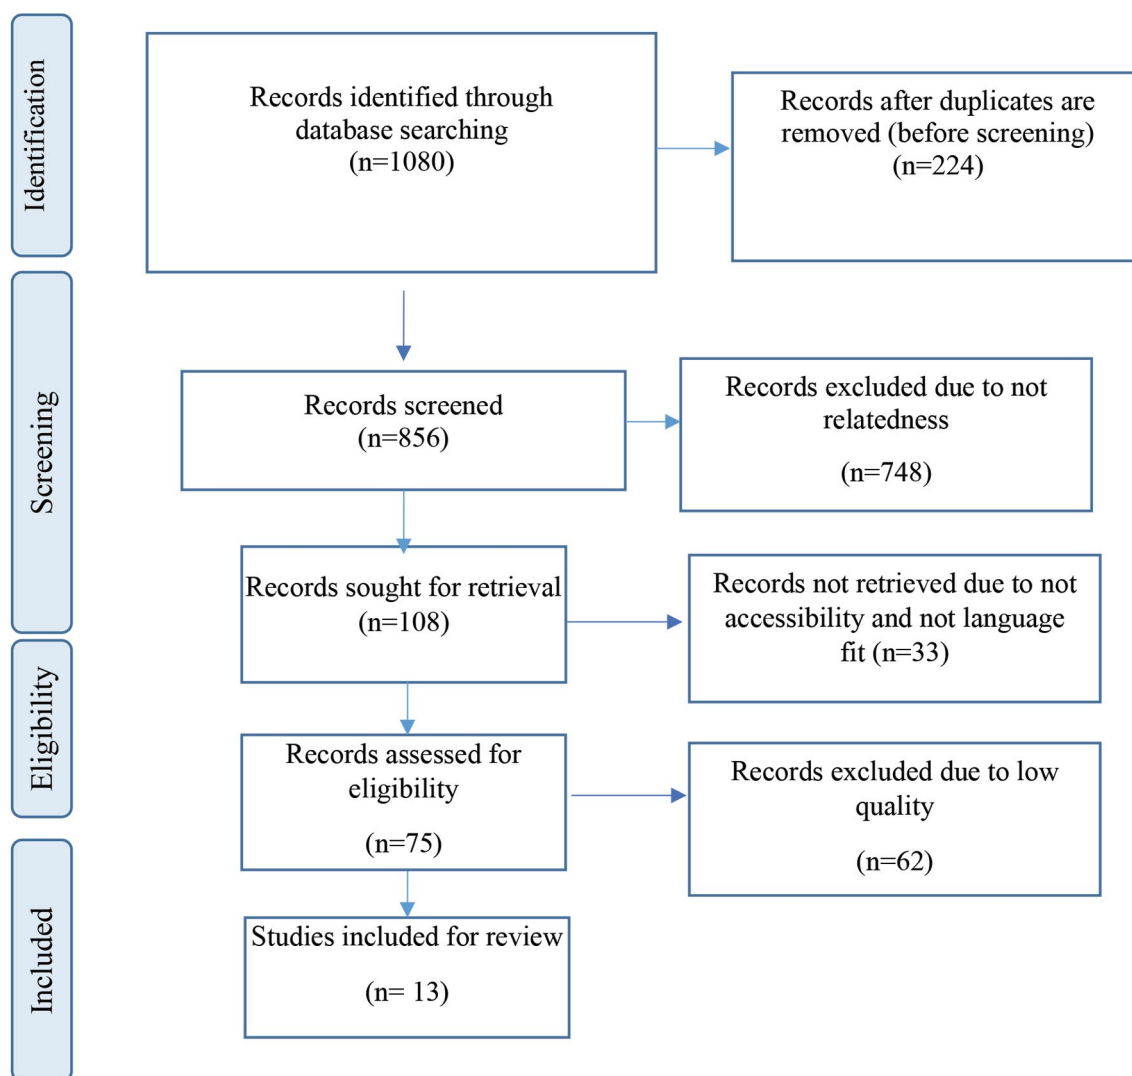 Identification
Records identified through
database searching
(n=1080)
Records after duplicates are
removed (before screening)
(n=224)
Screening
Records screened
(n=856)
Records excluded due to not
relatedness
(n=748)
Records sought for retrieval
(n=108)
Records not retrieved due to not
accessibility and not language
fit (n=33)
Eligibility
Records assessed for
eligibility
(n=75)
Records excluded due to low
quality
(n=62)
Included
Studies included for review
(n= 13)